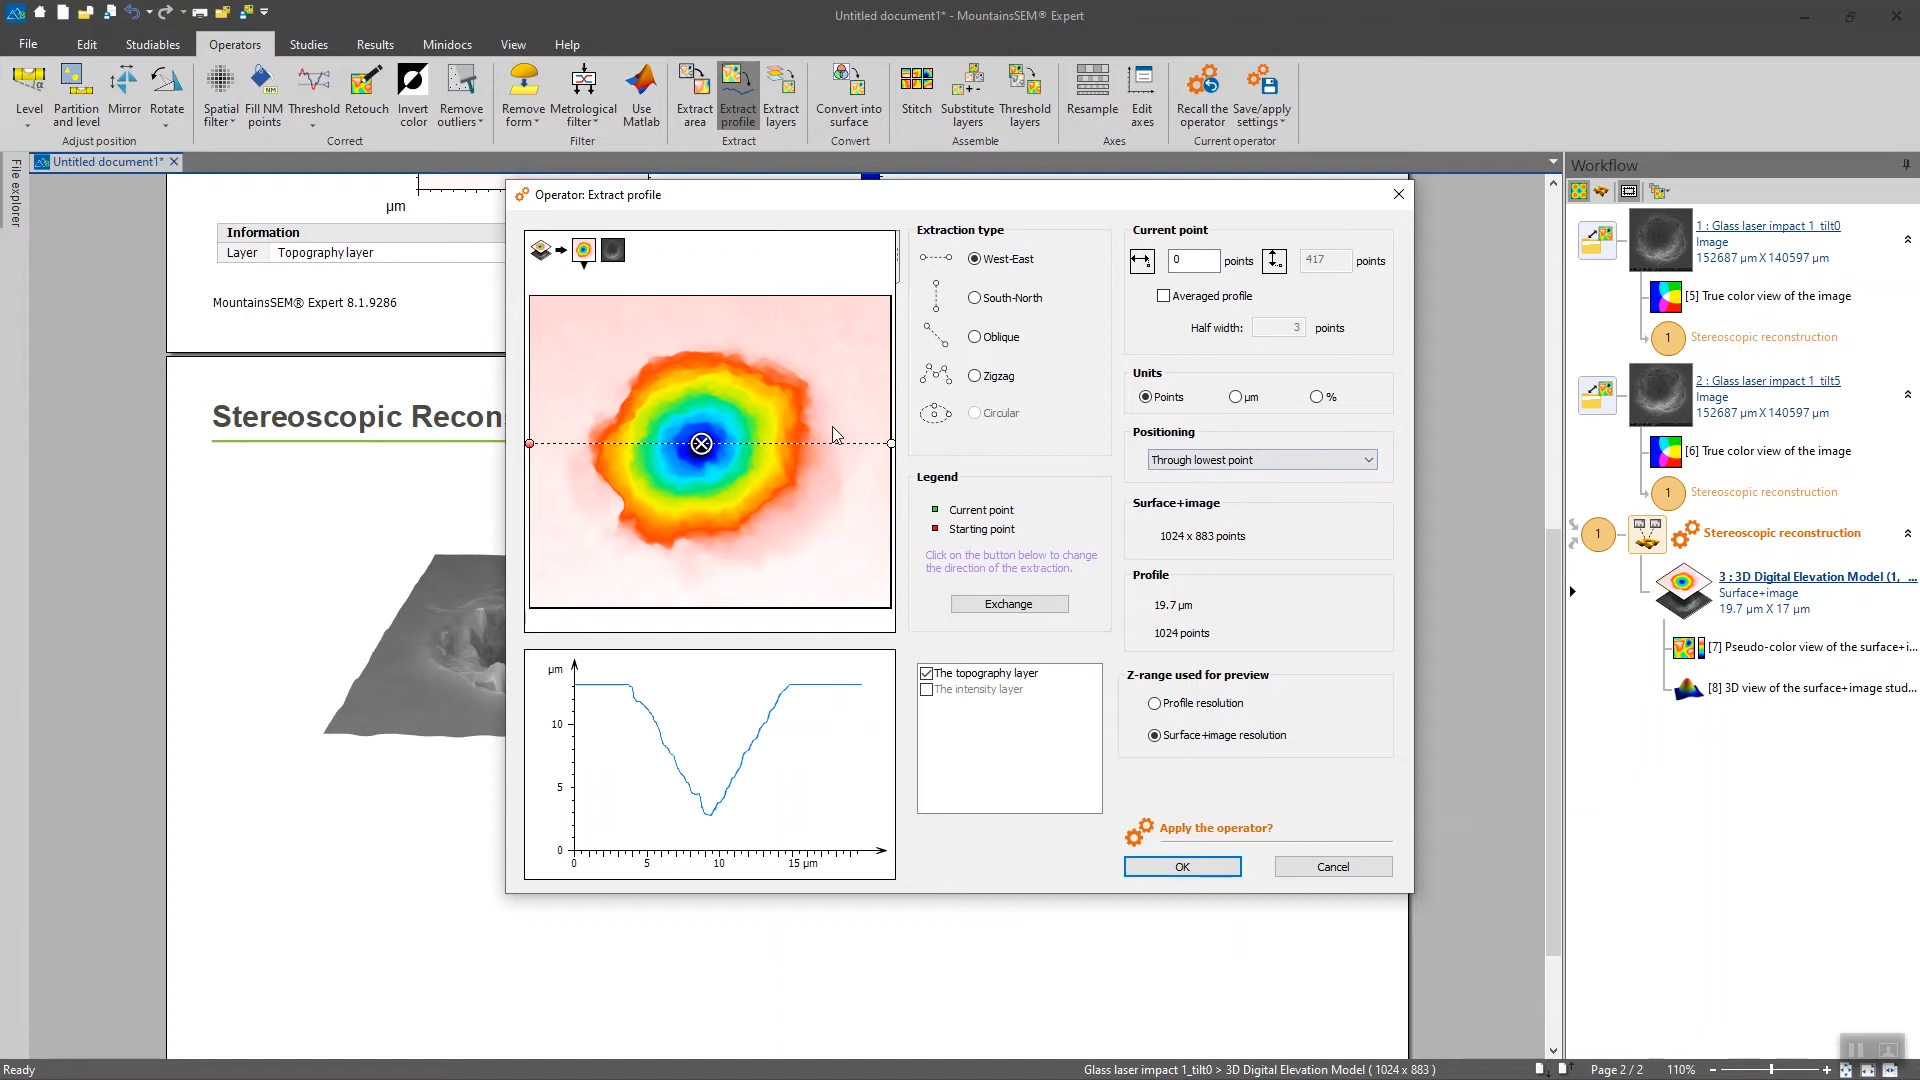 Untitled document1* - MountainsSEM® Expert
File
Edit
Studiables
Operators
Studies
Results
Minidocs
View
Help
Level
Partition
and level
Mirror
Rotate
Adjust position
Spatial
filter
Fill NM
points
Threshold
Retouch
Invert
color
Remove
outliers
Correct
Remove
form
Metrological
filter
Use
Matlab
Filter
Extract
area
Extract
profile
Extract
layers
Extract
Convert into
surface
Convert
Stitch
Substitute
layers
Threshold
layers
Assemble
Resample
Edit
axes
Axes
Recall the
operator
Save/apply
settings
Current operator
File explorer
Untitled document1*
µm
Information
Layer
Topography layer
MountainsSEM® Expert 8.1.9286
Stereoscopic Recons
Operator: Extract profile
µm
10
5
0
0
5
10
15 µm
Extraction type
West-East
South-North
Oblique
Zigzag
Circular
Legend
Current point
Starting point
Click on the button below to change
the direction of the extraction.
Exchange
The topography layer
The intensity layer
Current point
0
points
417
points
Averaged profile
Half width:
3
points
Units
Points
µm
%
Positioning
Through lowest point
Surface+image
1024 x 883 points
Profile
19.7 µm
1024 points
Z-range used for preview
Profile resolution
Surface+image resolution
Apply the operator?
OK
Cancel
Workflow
1 : Glass laser impact 1_tilt0
Image
152687 µm X 140597 µm
[5] True color view of the image
1
Stereoscopic reconstruction
2 : Glass laser impact 1_tilt5
Image
152687 µm X 140597 µm
[6] True color view of the image
1
Stereoscopic reconstruction
1
Stereoscopic reconstruction
3 : 3D Digital Elevation Model (1, ...
Surface+image
19.7 µm X 17 µm
[7] Pseudo-color view of the surface+i...
[8] 3D view of the surface+image stud...
Ready
Glass laser impact 1_tilt0 > 3D Digital Elevation Model ( 1024 x 883 )
Page 2 / 2
110%